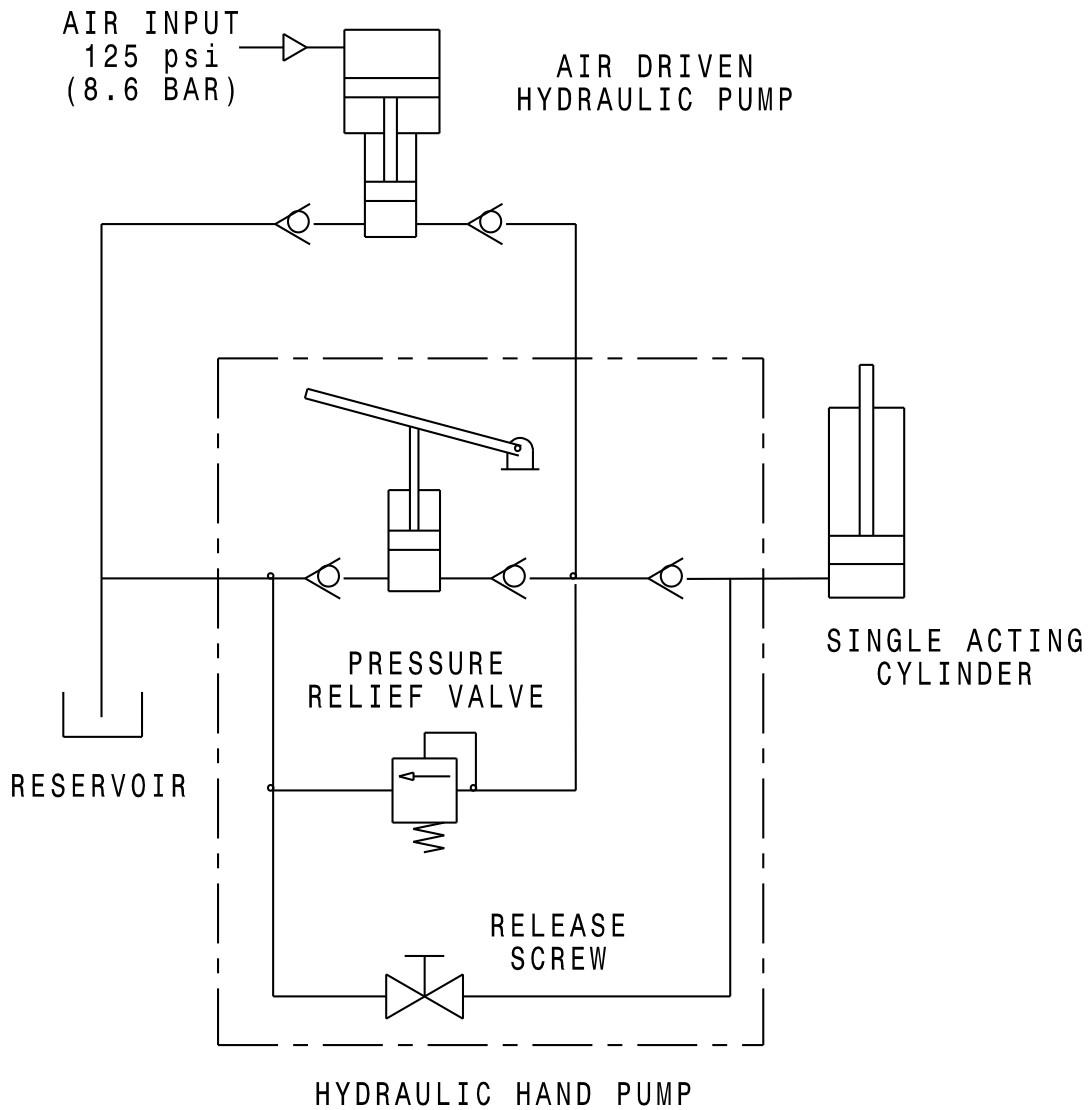 AIR INPUT
125 psi
(8.6 BAR)
AIR DRIVEN
HYDRAULIC PUMP
SINGLE ACTING
CYLINDER
PRESSURE
RELIEF VALVE
RESERVOIR
RELEASE
SCREW
HYDRAULIC HAND PUMP